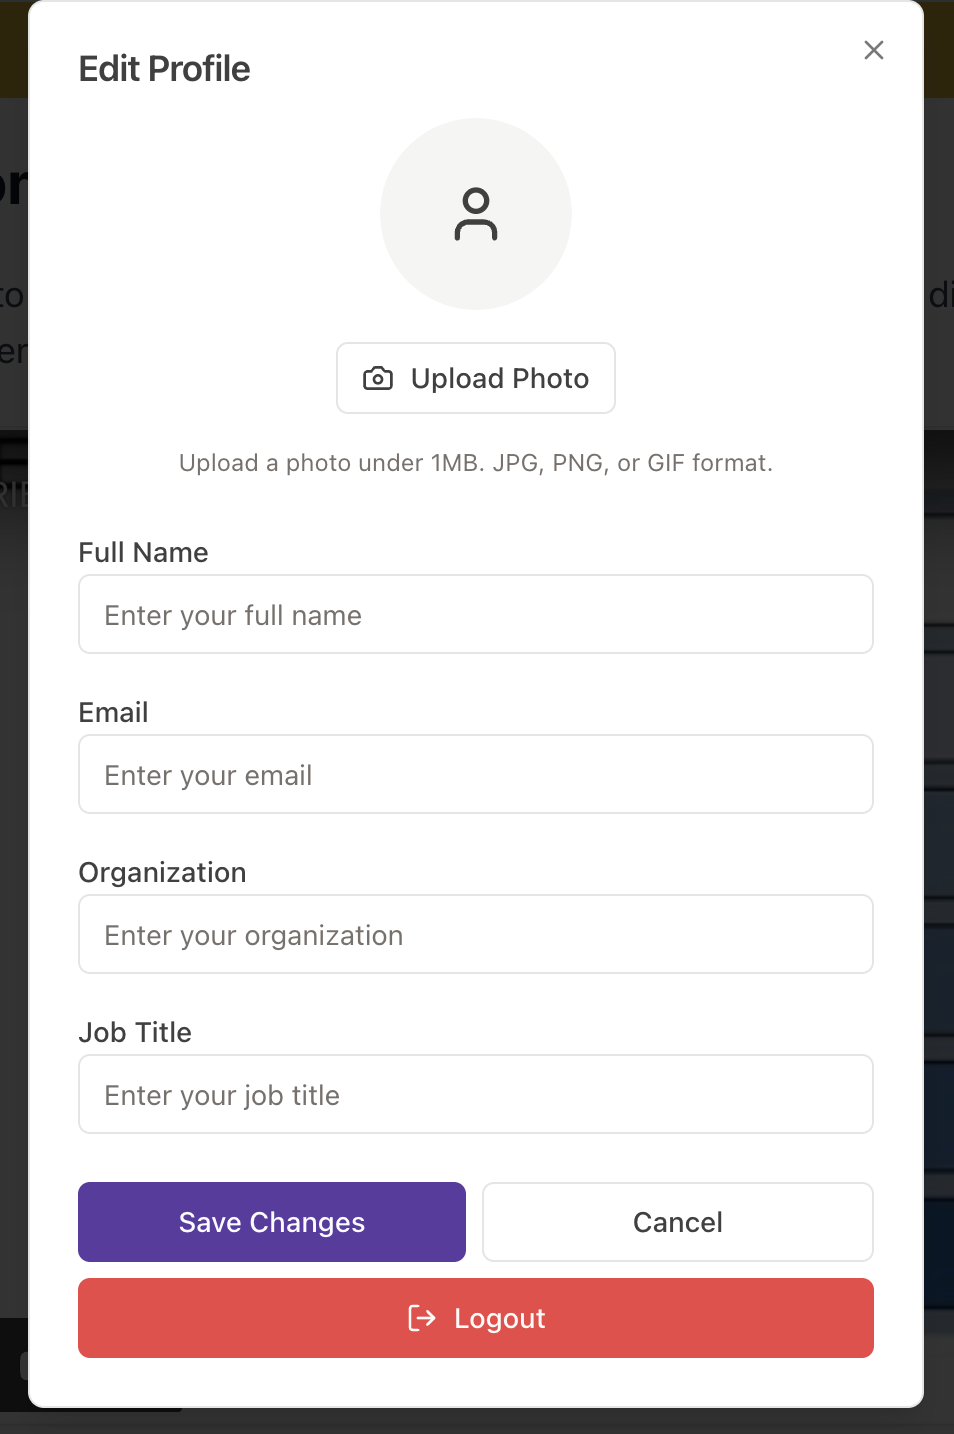 Edit Profile
Upload Photo
Upload a photo under 1MB. JPG, PNG, or GIF format.
Full Name
Enter your full name
Email
Enter your email
Organization
Enter your organization
Job Title
Enter your job title
Save Changes
Cancel
Logout